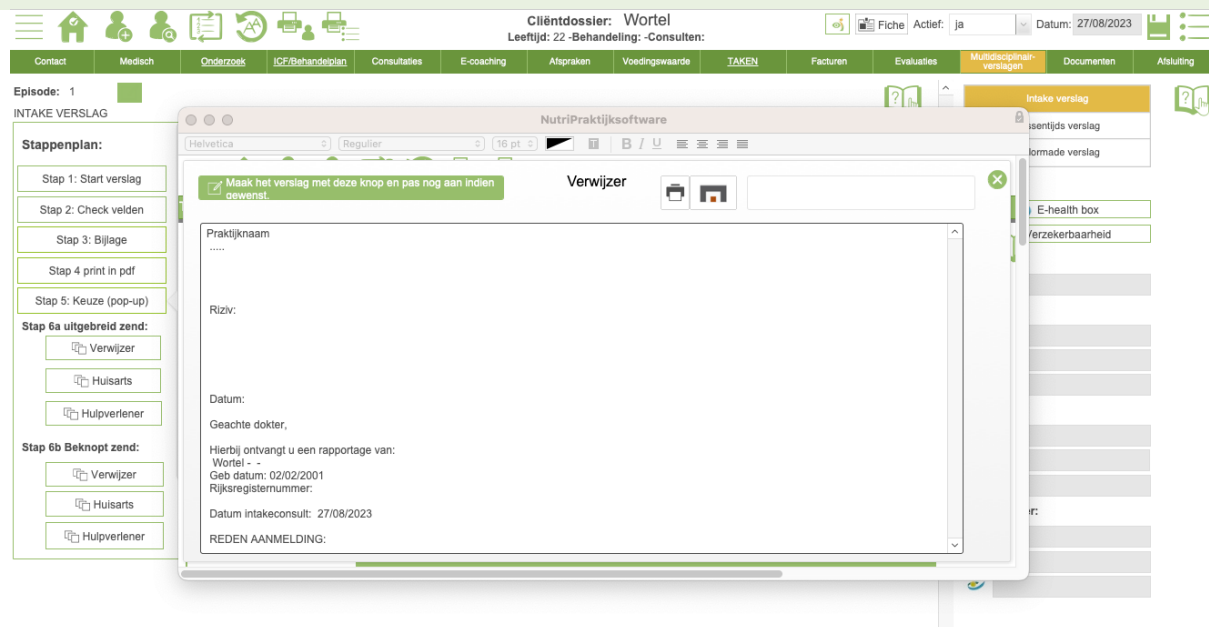 Cliëntdossier: Wortel
Leeftijd: 22 -Behandeling: -Consulten:
Fiche Actief: ja Datum: 27/08/2023
Contact Medisch Onderzoek ICF/Behandelplan Consultaties E-coaching Afspraken Voedingswaarde TAKEN Facturen Evaluaties Multidisciplinair- verslagen Documenten Afsluiting
Episode: 1
INTAKE VERSLAG
Stappenplan:
Stap 1: Start verslag
Stap 2: Check velden
Stap 3: Bijlage
Stap 4 print in pdf
Stap 5: Keuze (pop-up)
Stap 6a uitgebreid zend:
Verwijzer
Huisarts
Hulpverlener
Stap 6b Beknopt zend:
Verwijzer
Huisarts
Hulpverlener
NutriPraktijksoftware
Helvetica Regulier 16 pt B I U
Maak het verslag met deze knop en pas nog aan indien
gewenst.
Verwijzer
Praktijknaam
.....
Riziv:
Datum:
Geachte dokter,
Hierbij ontvangt u een rapportage van:
Wortel - -
Geb datum: 02/02/2001
Rijksregisternummer:
Datum intakeconsult: 27/08/2023
REDEN AANMELDING:
Intake verslag
ssentijds verslag
ormade verslag
E-health box
Verzekerbaarheid
er: